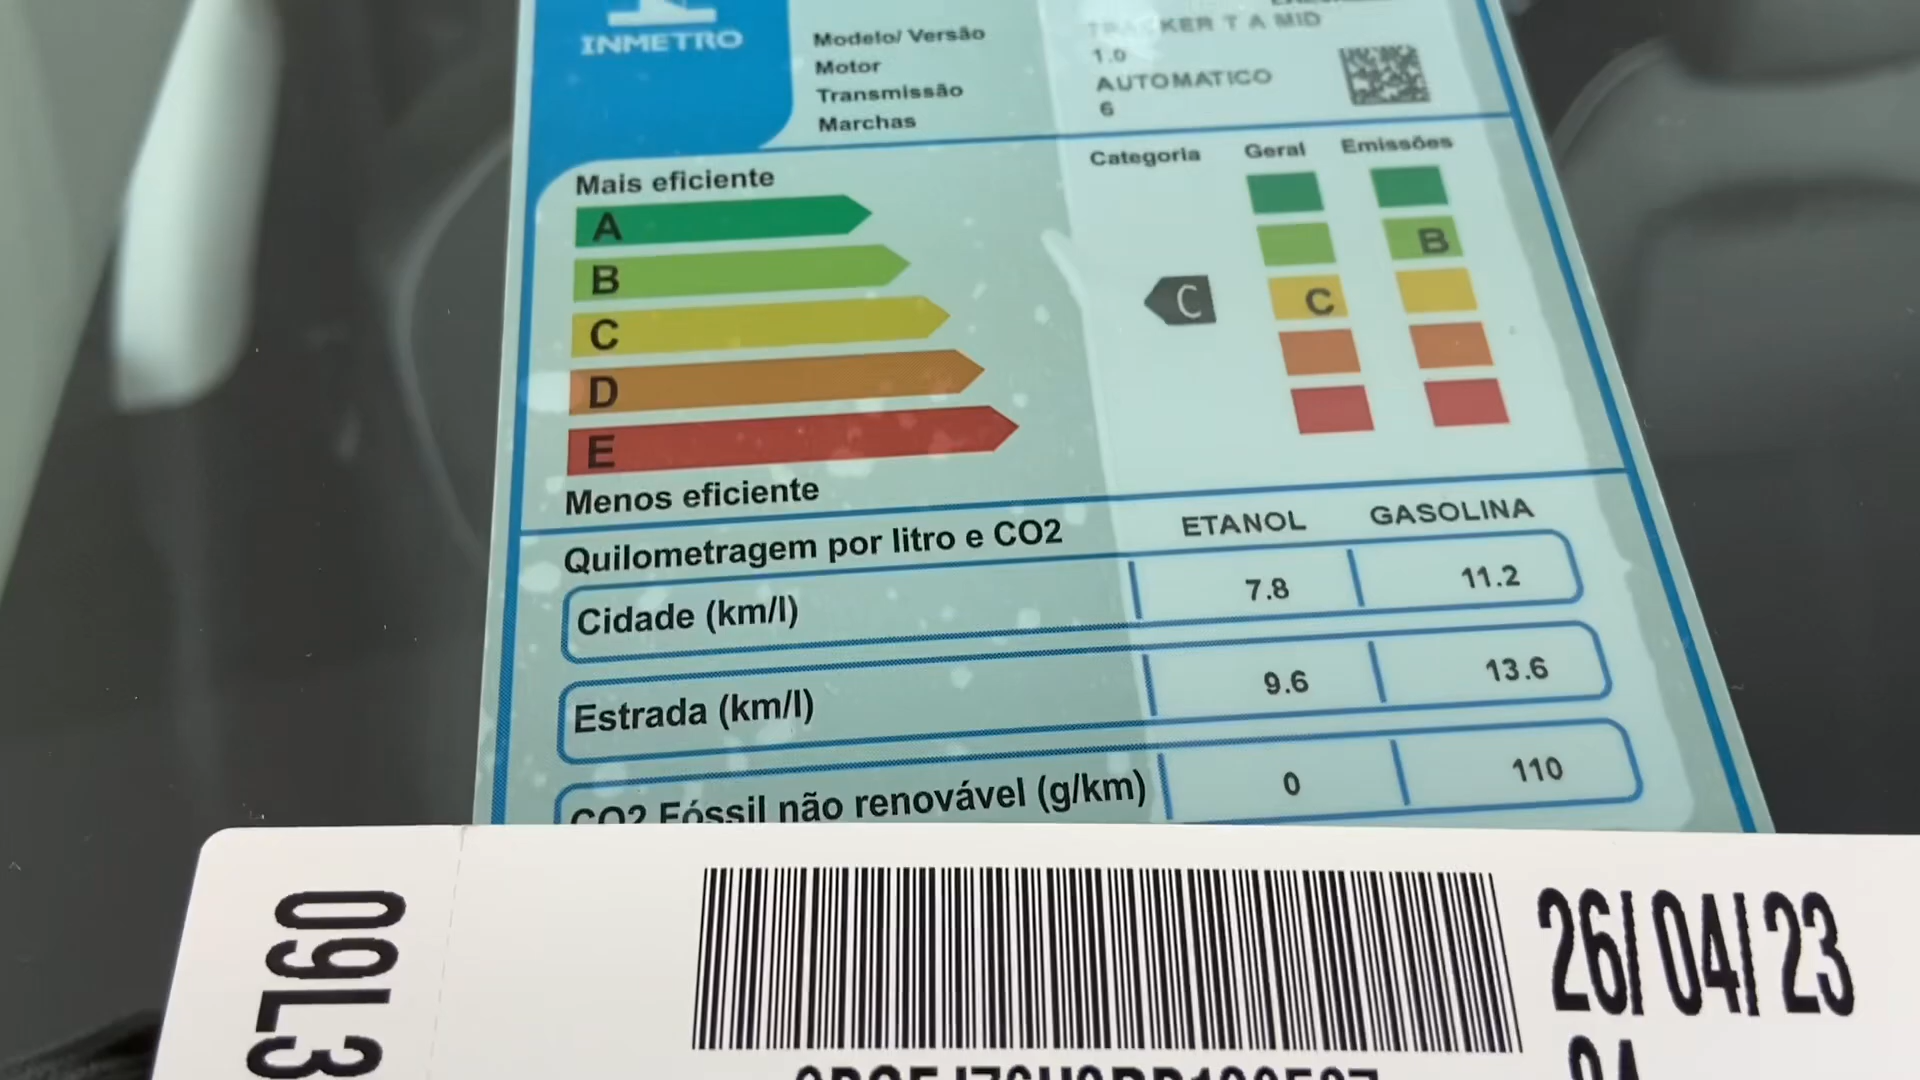 INMETRO
Modelo/ Versão TRACKER T A MID
Motor 1.0
Transmissão AUTOMATICO
Marchas 6
Categoria Geral Emissões
Mais eficiente
A
B B
C C C
D
E
Menos eficiente
Quilometragem por litro e CO2 ETANOL GASOLINA
Cidade (km/l) 7.8 11.2
Estrada (km/l) 9.6 13.6
CO2 Fóssil não renovável (g/km) 0 110
09L3
26/04/23